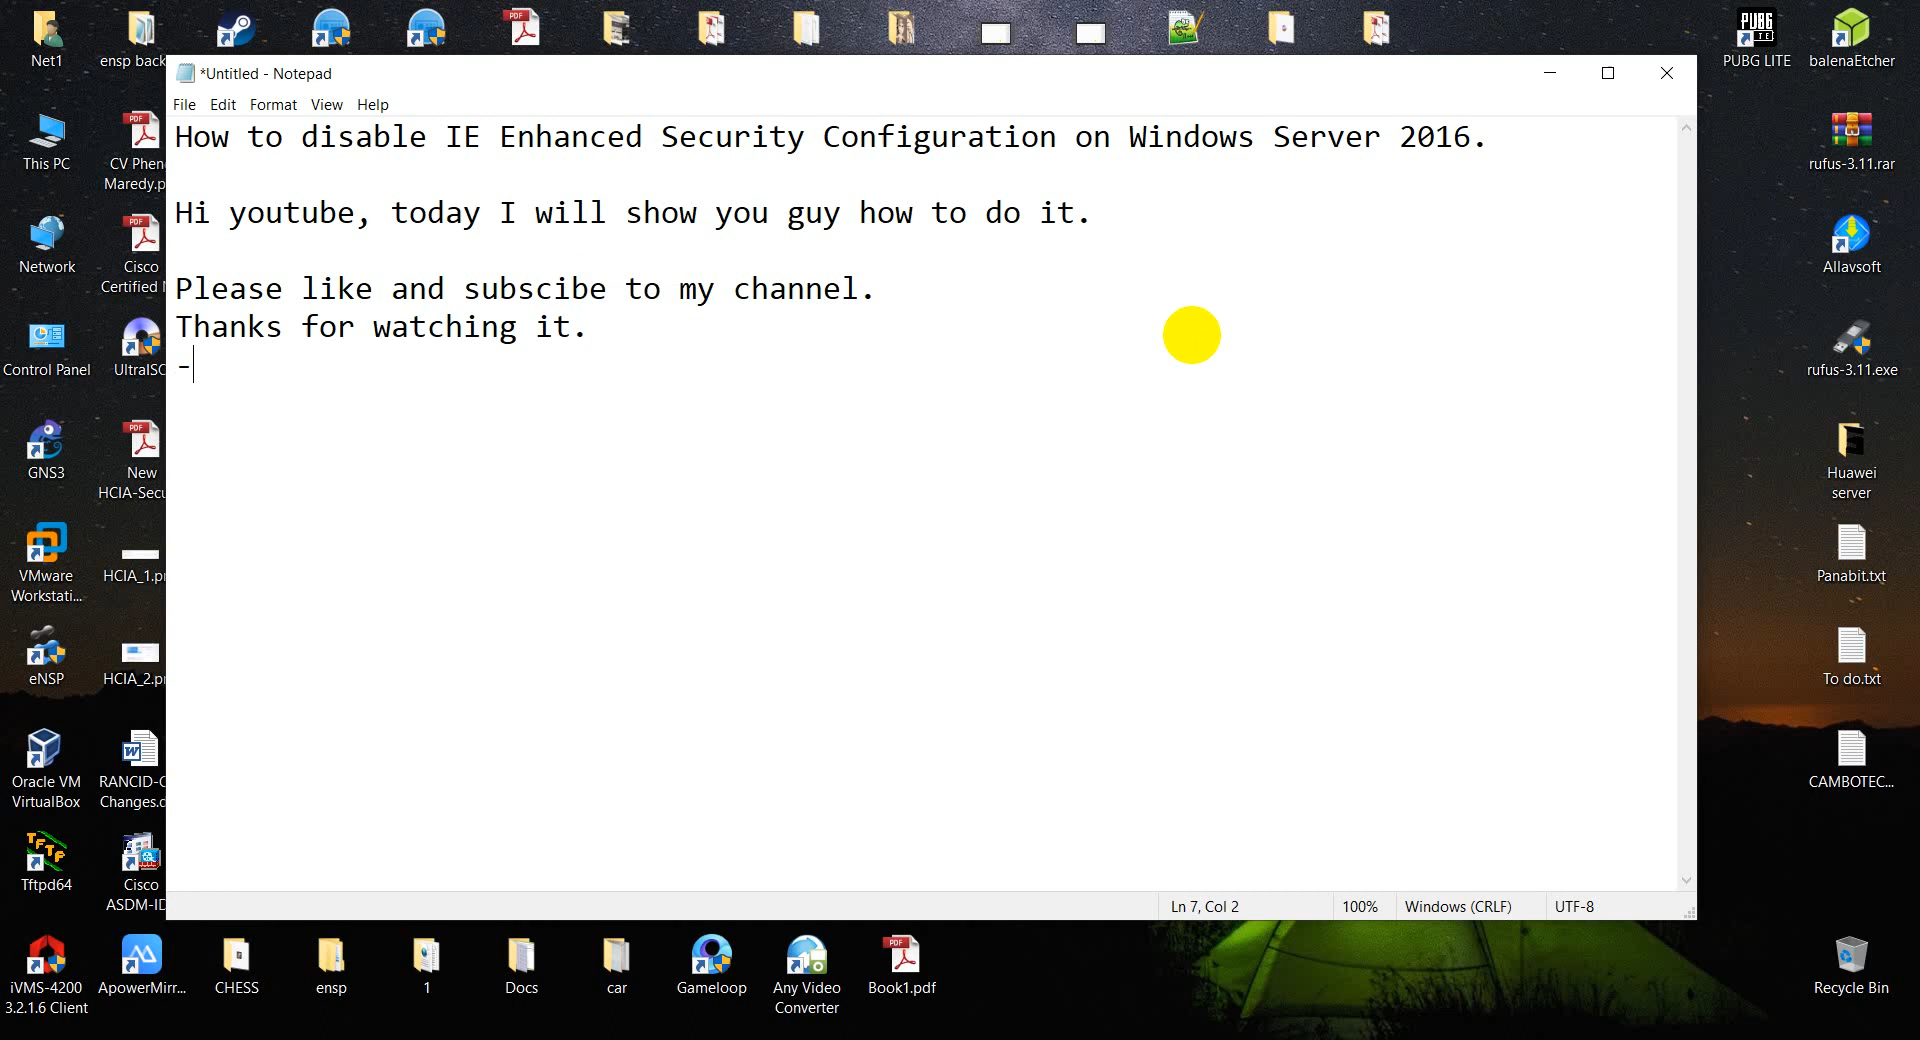 Net1
ensp back
PUBG LITE
balenaEtcher
*Untitled - Notepad
File Edit Format View Help
How to disable IE Enhanced Security Configuration on Windows Server 2016.
Hi youtube, today I will show you guy how to do it.
Please like and subscibe to my channel.
Thanks for watching it.
-
Ln 7, Col 2
100%
Windows (CRLF)
UTF-8
This PC
CV Phen
Maredy.p
Network
Cisco
Certified
Control Panel
UltraISO
GNS3
New
HCIA-Secu
VMware
Workstati...
HCIA_1.pr
eNSP
HCIA_2.pr
Oracle VM
VirtualBox
RANCID-C
Changes.d
Tftpd64
Cisco
ASDM-ID
rufus-3.11.rar
Allavsoft
rufus-3.11.exe
Huawei
server
Panabit.txt
To do.txt
CAMBOTEC...
iVMS-4200
3.2.1.6 Client
ApowerMirr...
CHESS
ensp
1
Docs
car
Gameloop
Any Video
Converter
Book1.pdf
Recycle Bin